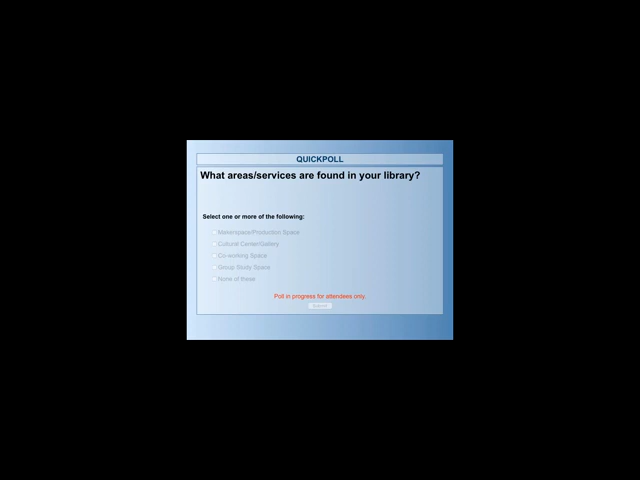 QUICKPOLL
What areas/services are found in your library?
Select one or more of the following:
Makerspace/Production Space
Cultural Center/Gallery
Co-working Space
Group Study Space
None of these
Poll in progress for attendees only.
Submit